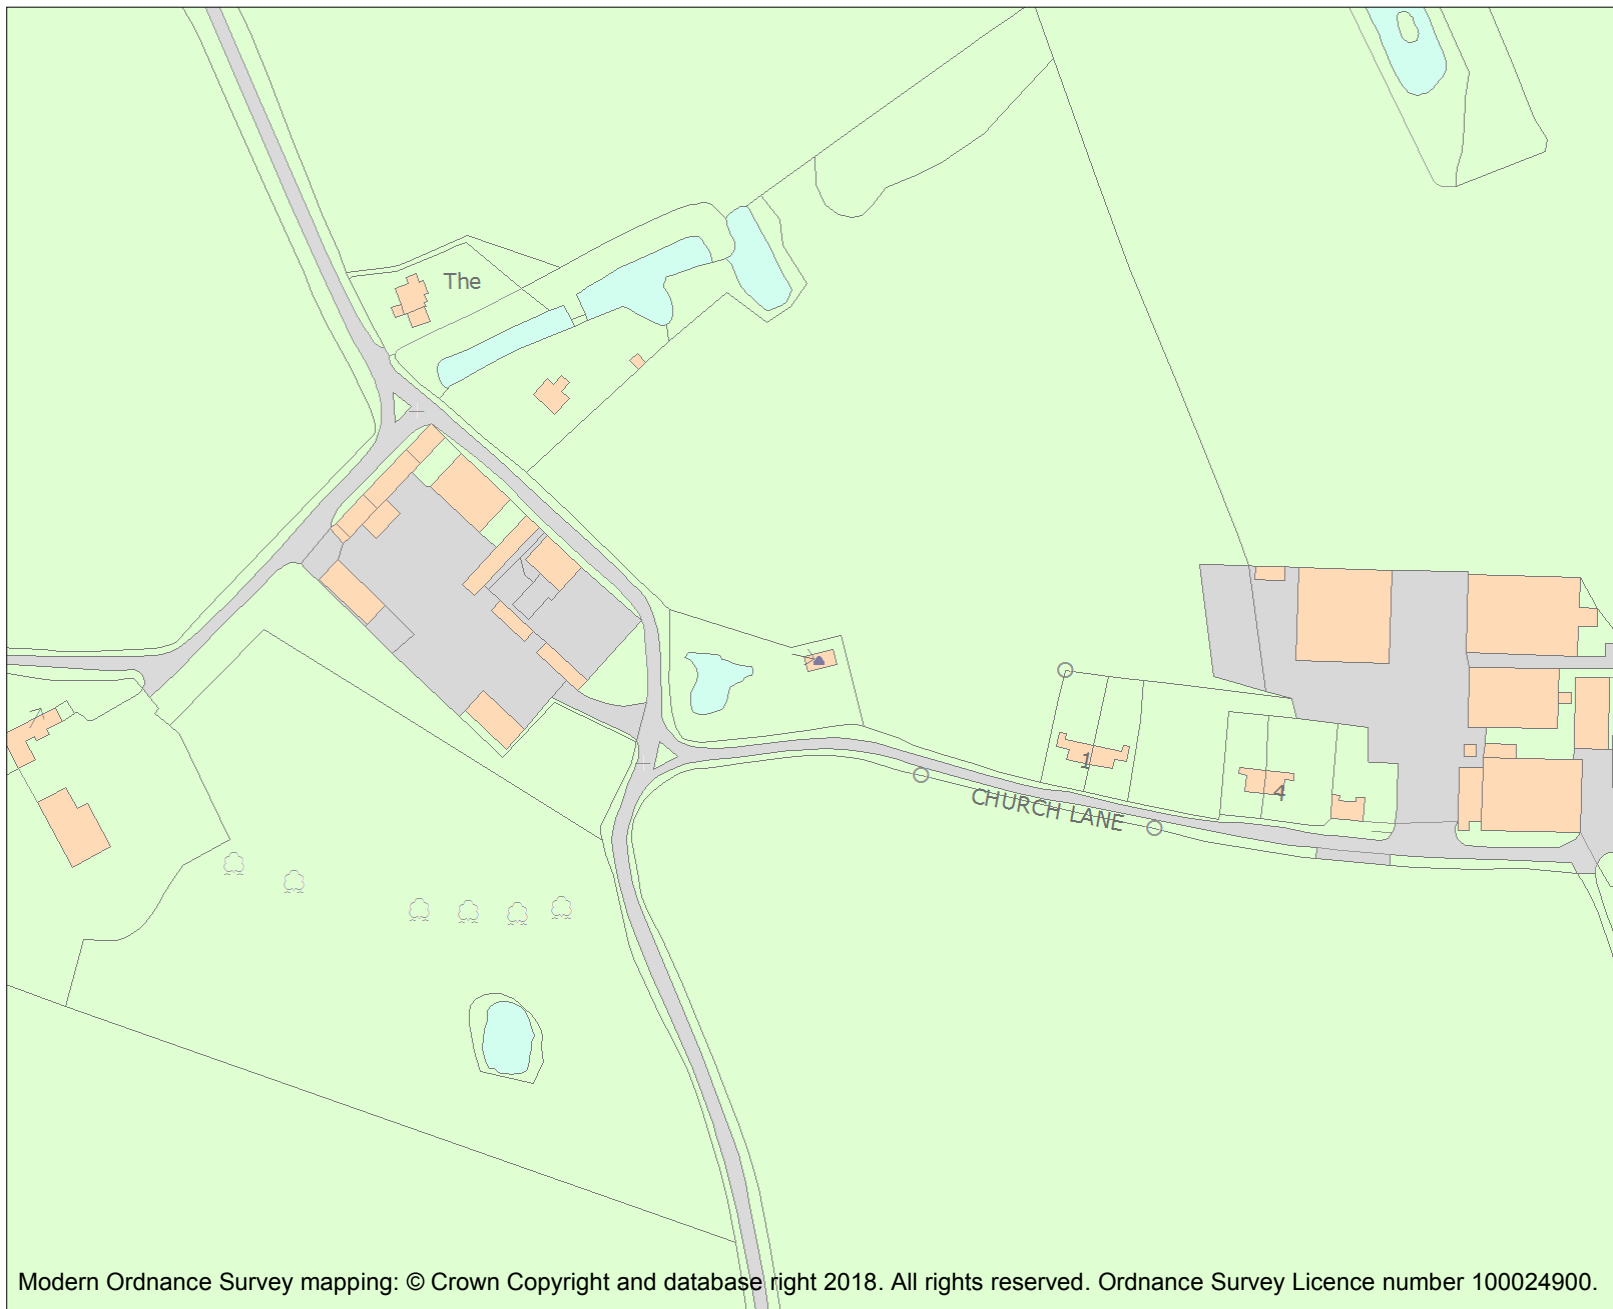 The
1
4
CHURCH LANE
Modern Ordnance Survey mapping: © Crown Copyright and database right 2018. All rights reserved. Ordnance Survey Licence number 100024900.